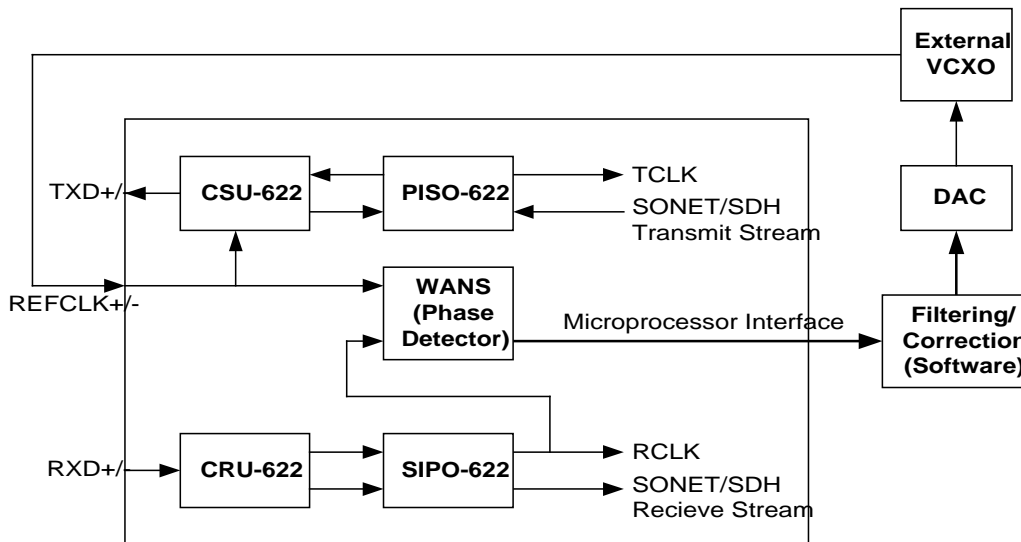 External
VCXO
TXD+/-
CSU-622
PISO-622
TCLK
SONET/SDH
Transmit Stream
DAC
REFCLK+/-
WANS
(Phase
Detector)
Microprocessor Interface
Filtering/
Correction
(Software)
RXD+/-
CRU-622
SIPO-622
RCLK
SONET/SDH
Recieve Stream